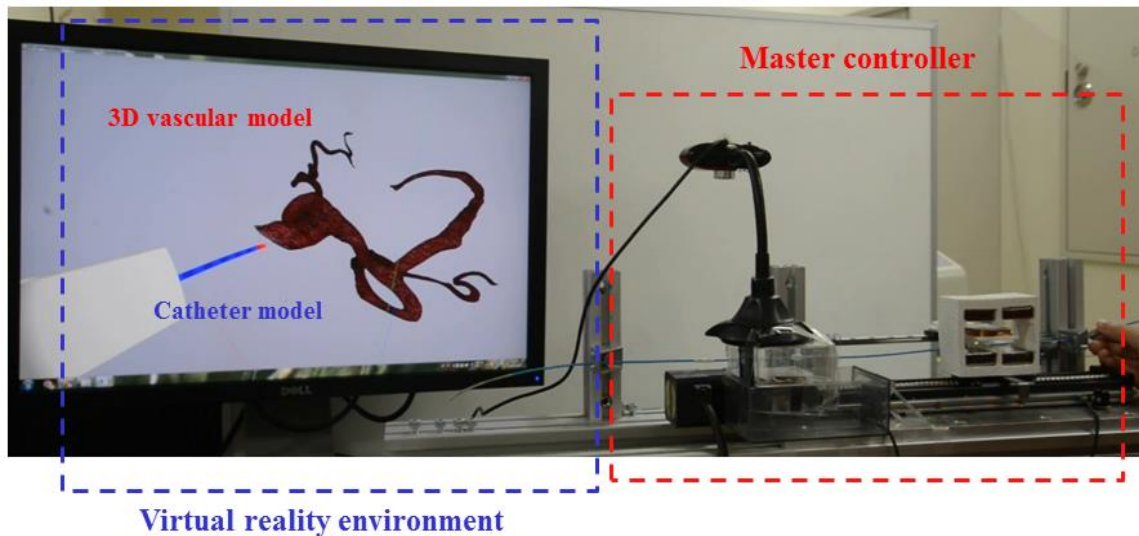 Master controller
3D vascular model
Catheter model
DELL
Virtual reality environment